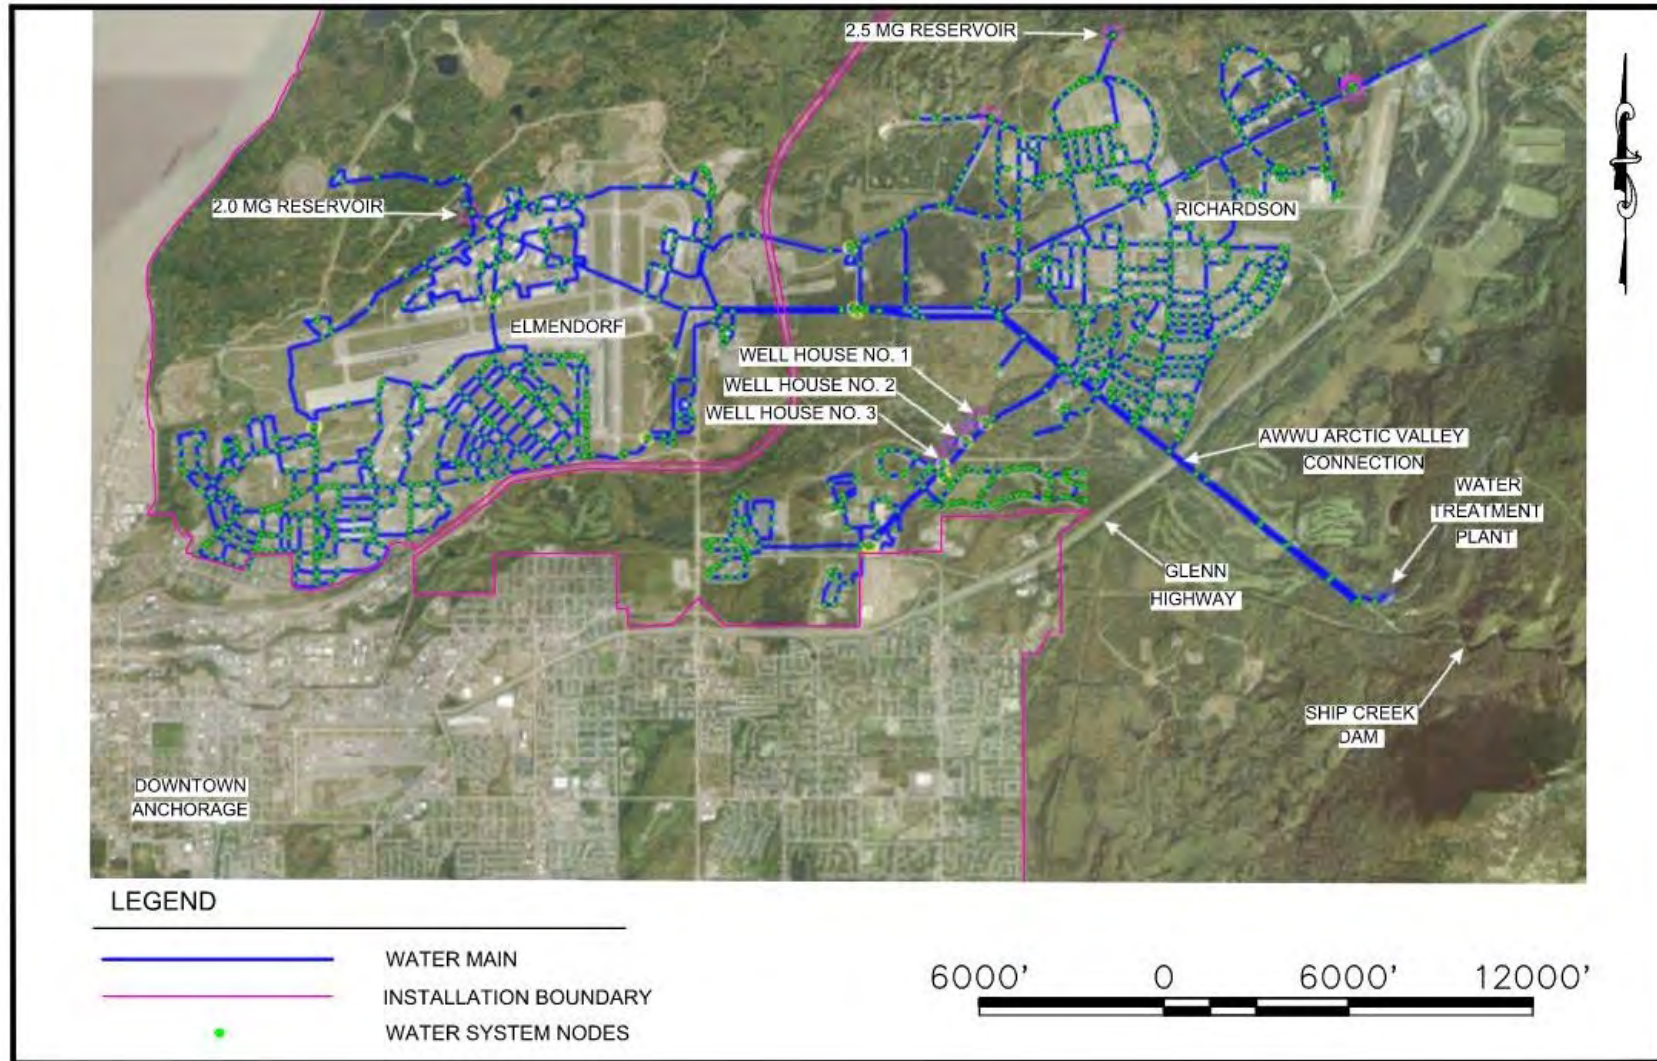 2.5 MG RESERVOIR
2.0 MG RESERVOIR
RICHARDSON
ELMENDORF
WELL HOUSE NO. 1
WELL HOUSE NO. 2
WELL HOUSE NO. 3
AWWU ARCTIC VALLEY
CONNECTION
WATER
TREATMENT
PLANT
GLENN
HIGHWAY
SHIP CREEK
DAM
DOWNTOWN
ANCHORAGE
LEGEND
WATER MAIN
INSTALLATION BOUNDARY
WATER SYSTEM NODES
6000' 0 6000' 12000'